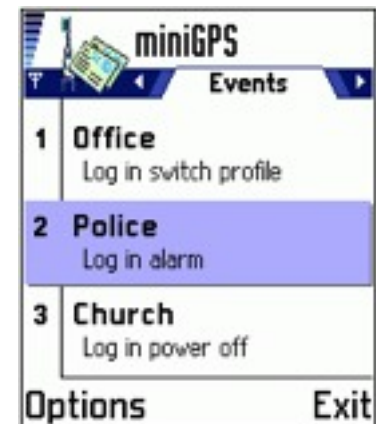 miniGPS
Events
1 Office
Log in switch profile
2 Police
Log in alarm
3 Church
Log in power off
Options Exit